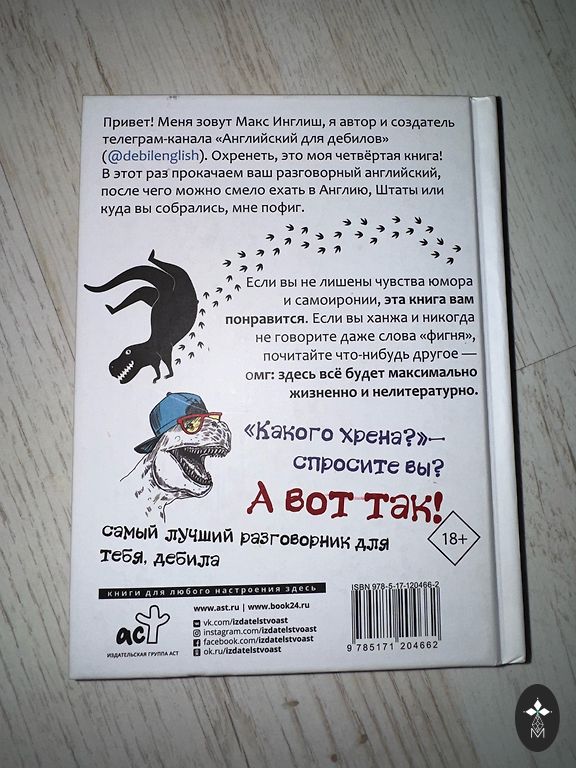 Привет! Меня зовут Макс Инглиш, я автор и создатель
телеграм-канала «Английский для дебилов»
(@debilenglish). Охренеть, это моя четвёртая книга!
В этот раз прокачаем ваш разговорный английский,
после чего можно смело ехать в Англию, Штаты или
куда вы собрались, мне пофиг.
Если вы не лишены чувства юмора
и самоиронии, эта книга вам
понравится. Если вы ханжа и никогда
не говорите даже слова «фигня»,
почитайте что-нибудь другое —
омг: здесь всё будет максимально
жизненно и нелитературно.
«Какого хрена?»—
спросите вы?
А вот так!
самый лучший разговорник для
тебя, дебила
18+
книги для любого настроения здесь
аст
ИЗДАТЕЛЬСКАЯ ГРУППА АСТ
www.ast.ru | www.book24.ru
vk.com/izdatelstvoast
instagram.com/izdatelstvoast
facebook.com/izdatelstvoast
ok.ru/izdatelstvoast
ISBN 978-5-17-120466-2
9 785171 204662
M